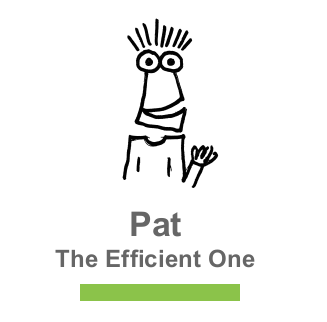 Pat
The Efficient One